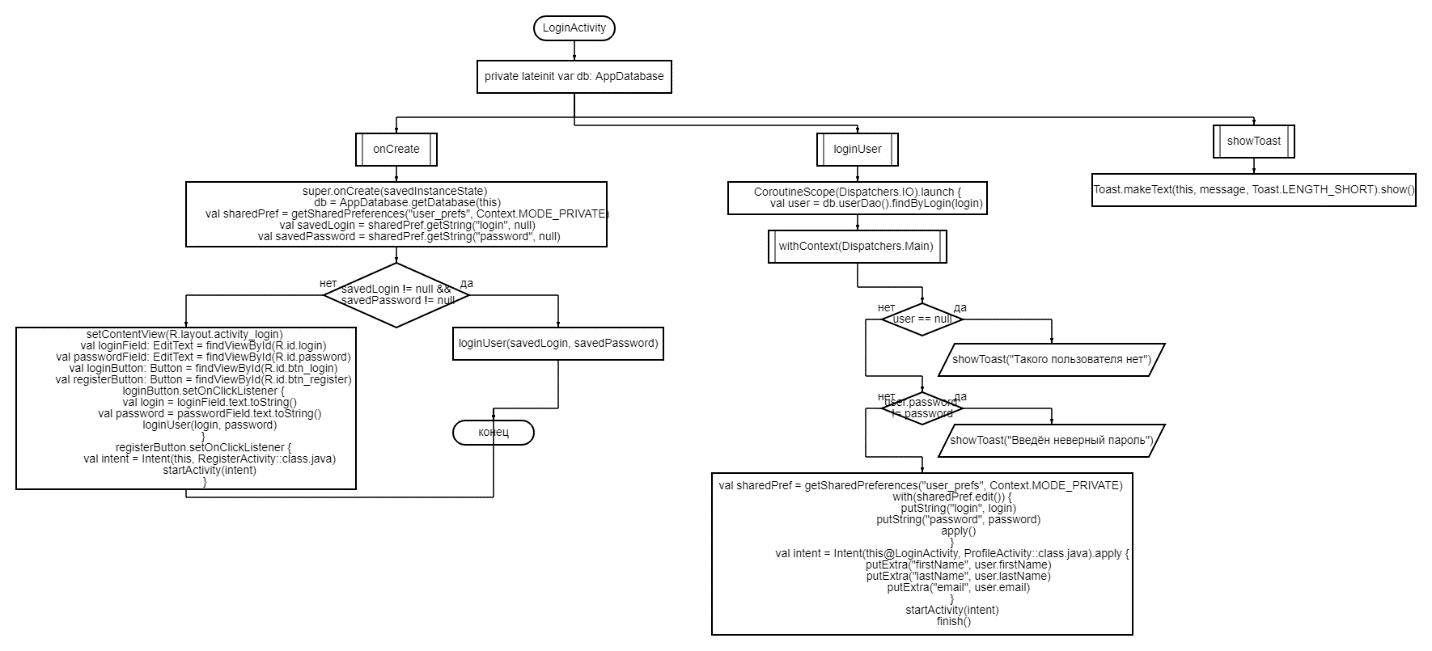 LoginActivity
private lateinit var db: AppDatabase
onCreate
super.onCreate(savedInstanceState)
db = AppDatabase.getDatabase(this)
val sharedPref = getSharedPreferences("user_prefs", Context.MODE_PRIVATE)
val savedLogin = sharedPref.getString("login", null)
val savedPassword = sharedPref.getString("password", null)
нет
да
savedLogin != null &&
savedPassword != null
setContentView(R.layout.activity_login)
val loginField: EditText = findViewById(R.id.login)
val passwordField: EditText = findViewById(R.id.password)
val loginButton: Button = findViewById(R.id.btn_login)
val registerButton: Button = findViewById(R.id.btn_register)
loginButton.setOnClickListener {
val login = loginField.text.toString()
val password = passwordField.text.toString()
loginUser(login, password)
}
registerButton.setOnClickListener {
val intent = Intent(this, RegisterActivity::class.java)
startActivity(intent)
}
loginUser(savedLogin, savedPassword)
конец
loginUser
CoroutineScope(Dispatchers.IO).launch {
val user = db.userDao().findByLogin(login)
withContext(Dispatchers.Main)
нет
да
user == null
showToast("Такого пользователя нет")
нет
да
user.password
!= password
showToast("Введён неверный пароль")
val sharedPref = getSharedPreferences("user_prefs", Context.MODE_PRIVATE)
with(sharedPref.edit()) {
putString("login", login)
putString("password", password)
apply()
}
val intent = Intent(this@LoginActivity, ProfileActivity::class.java).apply {
putExtra("firstName", user.firstName)
putExtra("lastName", user.lastName)
putExtra("email", user.email)
}
startActivity(intent)
finish()
showToast
Toast.makeText(this, message, Toast.LENGTH_SHORT).show()